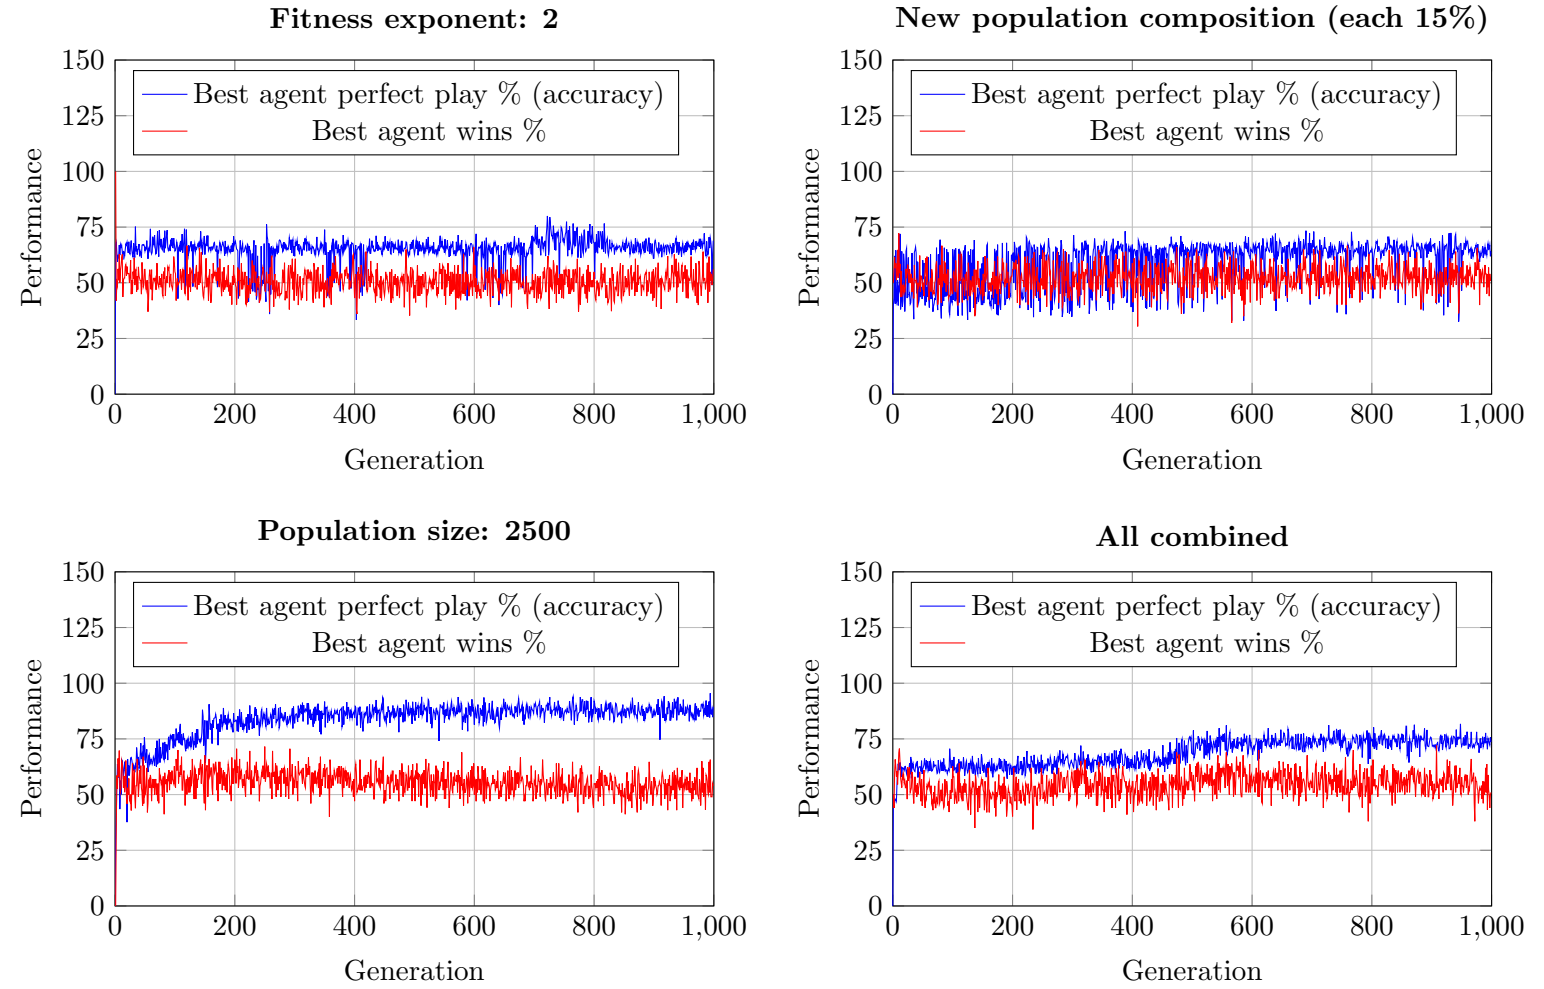 Fitness exponent: 2
150
125
100
75
50
25
0
Performance
Best agent perfect play % (accuracy)
Best agent wins %
0 200 400 600 800 1,000
Generation
New population composition (each 15%)
150
125
100
75
50
25
0
Performance
Best agent perfect play % (accuracy)
Best agent wins %
0 200 400 600 800 1,000
Generation
Population size: 2500
150
125
100
75
50
25
0
Performance
Best agent perfect play % (accuracy)
Best agent wins %
0 200 400 600 800 1,000
Generation
All combined
150
125
100
75
50
25
0
Performance
Best agent perfect play % (accuracy)
Best agent wins %
0 200 400 600 800 1,000
Generation